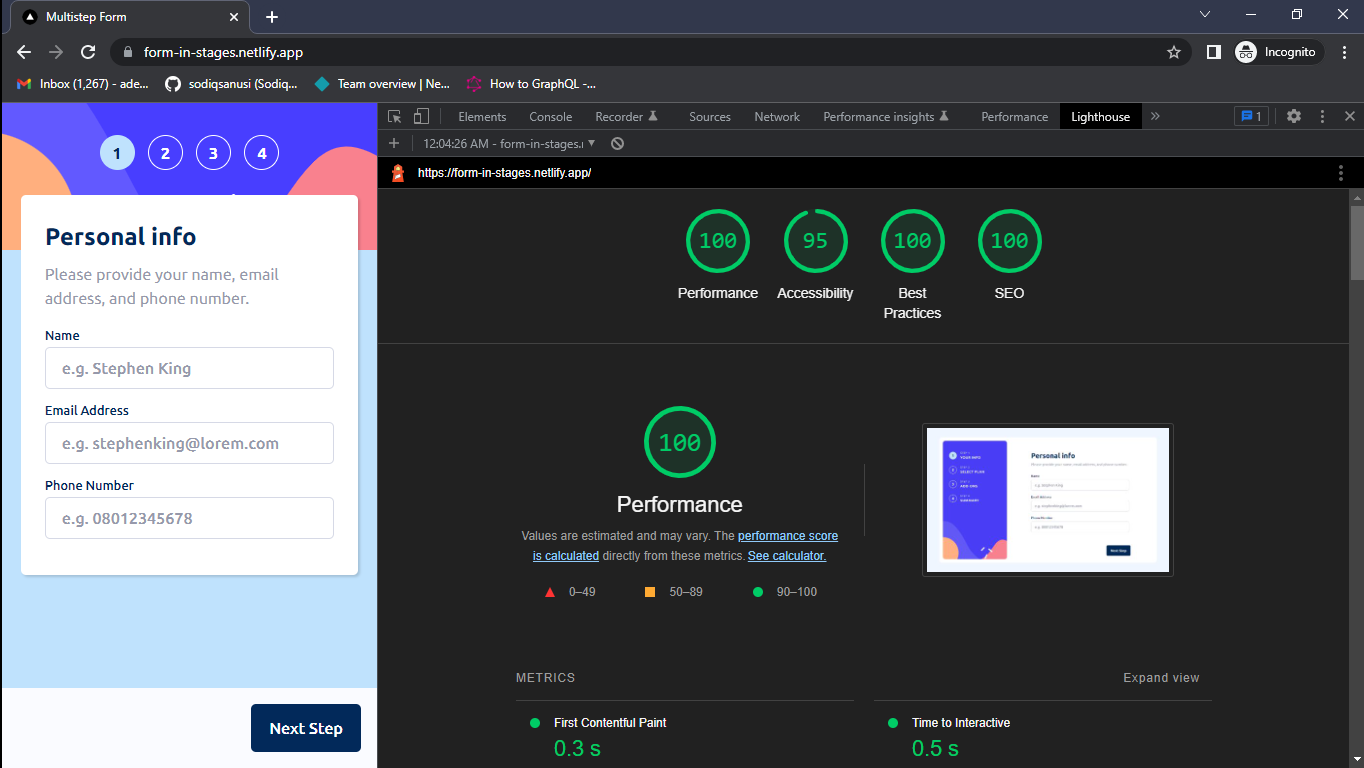 Multistep Form
form-in-stages.netlify.app
Incognito
Inbox (1,267) - ade...
sodiqsanusi (Sodiq...
Team overview | Ne...
How to GraphQL -...
1 2 3 4
Personal info
Please provide your name, email
address, and phone number.
Name
e.g. Stephen King
Email Address
e.g. stephenking@lorem.com
Phone Number
e.g. 08012345678
Next Step
Elements Console Recorder Sources Network Performance insights Performance Lighthouse » 1
12:04:26 AM - form-in-stages.
https://form-in-stages.netlify.app/
100 95 100 100
Performance Accessibility Best SEO
Practices
100
Performance
Values are estimated and may vary. The performance score
is calculated directly from these metrics. See calculator.
0–49 50–89 90–100
Personal info
Next Step
METRICS Expand view
First Contentful Paint Time to Interactive
0.3 s 0.5 s